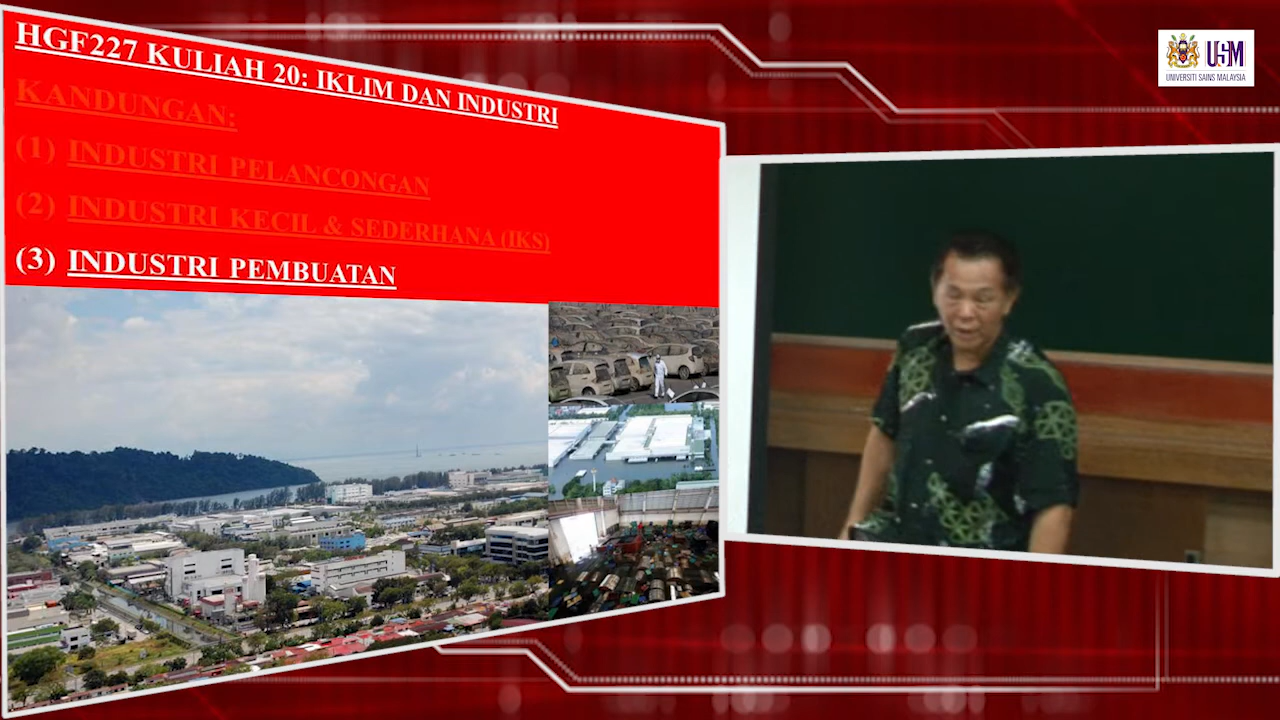 HGF227 KULIAH 20: IKLIM DAN INDUSTRI
KANDUNGAN:
(1) INDUSTRI PELANCONGAN
(2) INDUSTRI KECIL & SEDERHANA (IKS)
(3) INDUSTRI PEMBUATAN
USM
UNIVERSITI SAINS MALAYSIA